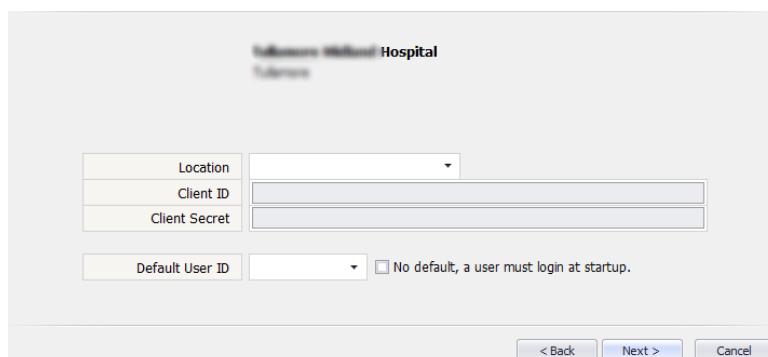 Hospital
Location
Client ID
Client Secret
Default User ID No default, a user must login at startup.
< Back Next > Cancel